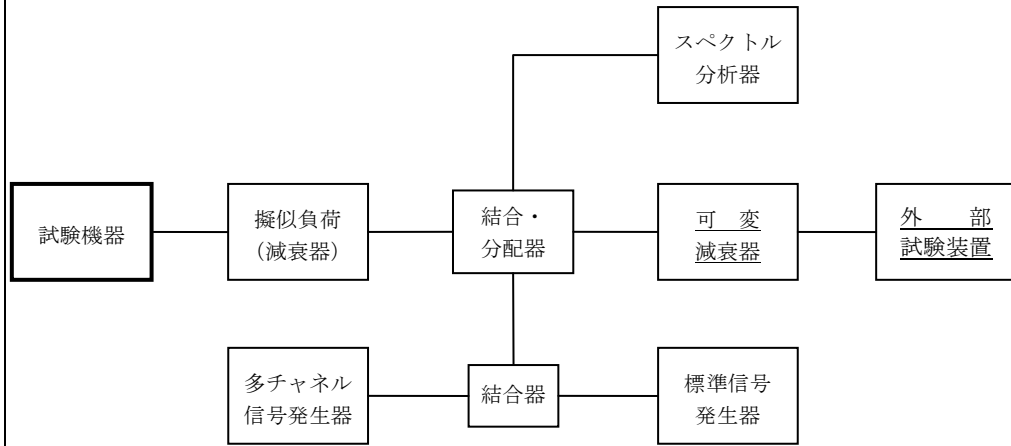 スペクトル
分析器
試験機器
擬似負荷
(減衰器)
結合・
分配器
可 変
減衰器
外 部
試験装置
多チャネル
信号発生器
結合器
標準信号
発生器